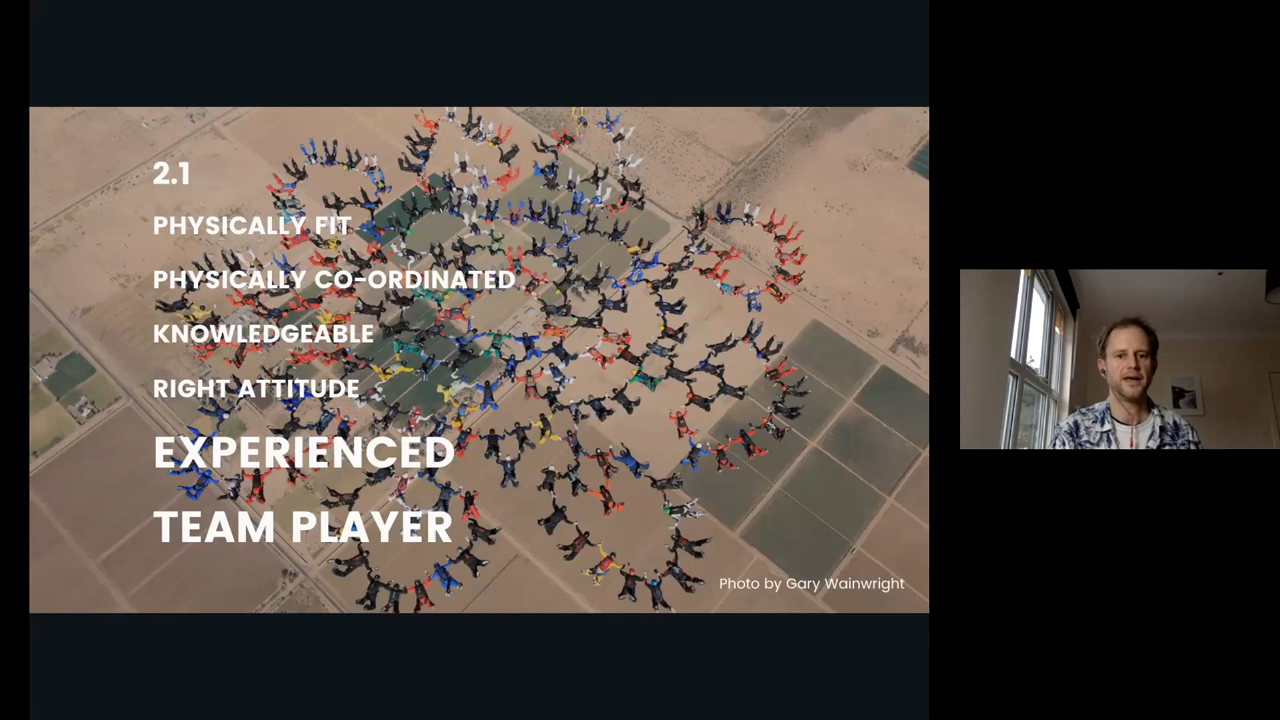 2.1
PHYSICALLY FIT
PHYSICALLY CO-ORDINATED
KNOWLEDGEABLE
RIGHT ATTITUDE
EXPERIENCED
TEAM PLAYER
Photo by Gary Wainwright